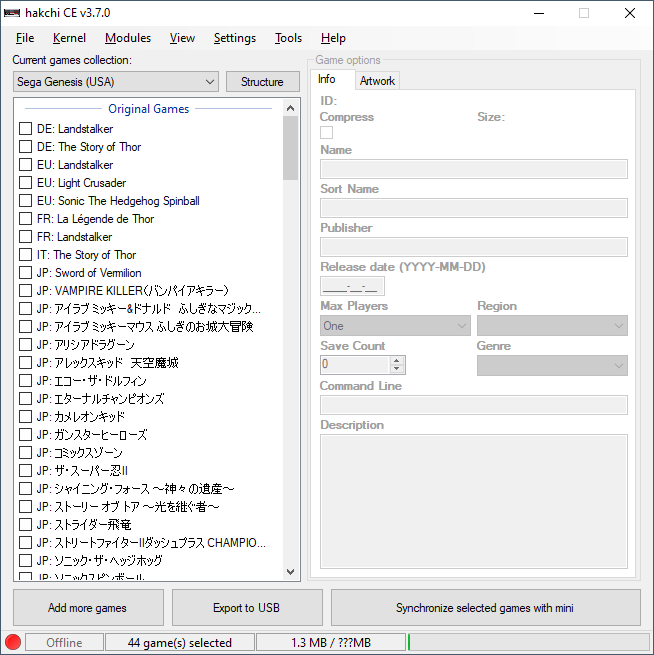 hakchi CE v3.7.0
File Kernel Modules View Settings Tools Help
Current games collection:
Sega Genesis (USA)
Structure
Original Games
DE: Landstalker
DE: The Story of Thor
EU: Landstalker
EU: Light Crusader
EU: Sonic The Hedgehog Spinball
FR: La Légende de Thor
FR: Landstalker
IT: The Story of Thor
JP: Sword of Vermilion
JP: VAMPIRE KILLER(バンパイアキラー)
JP: アイラブ ミッキー&ドナルド ふしぎなマジック...
JP: アイラブ ミッキーマウス ふしぎのお城大冒険
JP: アリシアドラグーン
JP: アレックスキッド 天空魔城
JP: エコー・ザ・ドルフィン
JP: エターナルチャンピオンズ
JP: カメレオンキッド
JP: ガンスターヒーローズ
JP: コミックスゾーン
JP: ザ・スーパー忍II
JP: シャイニング・フォース ～神々の遺産～
JP: ストーリー オブ トア ～光を継ぐ者～
JP: ストライダー飛竜
JP: ストリートファイターIIダッシュプラス CHAMPIO...
JP: ソニック・ザ・ヘッジホッグ
JP: ソニックスピンボール
Game options
Info Artwork
ID:
Compress Size:
Name
Sort Name
Publisher
Release date (YYYY-MM-DD)
____-__-__
Max Players Region
One
Save Count Genre
0
Command Line
Description
Add more games Export to USB Synchronize selected games with mini
Offline 44 game(s) selected 1.3 MB / ???MB